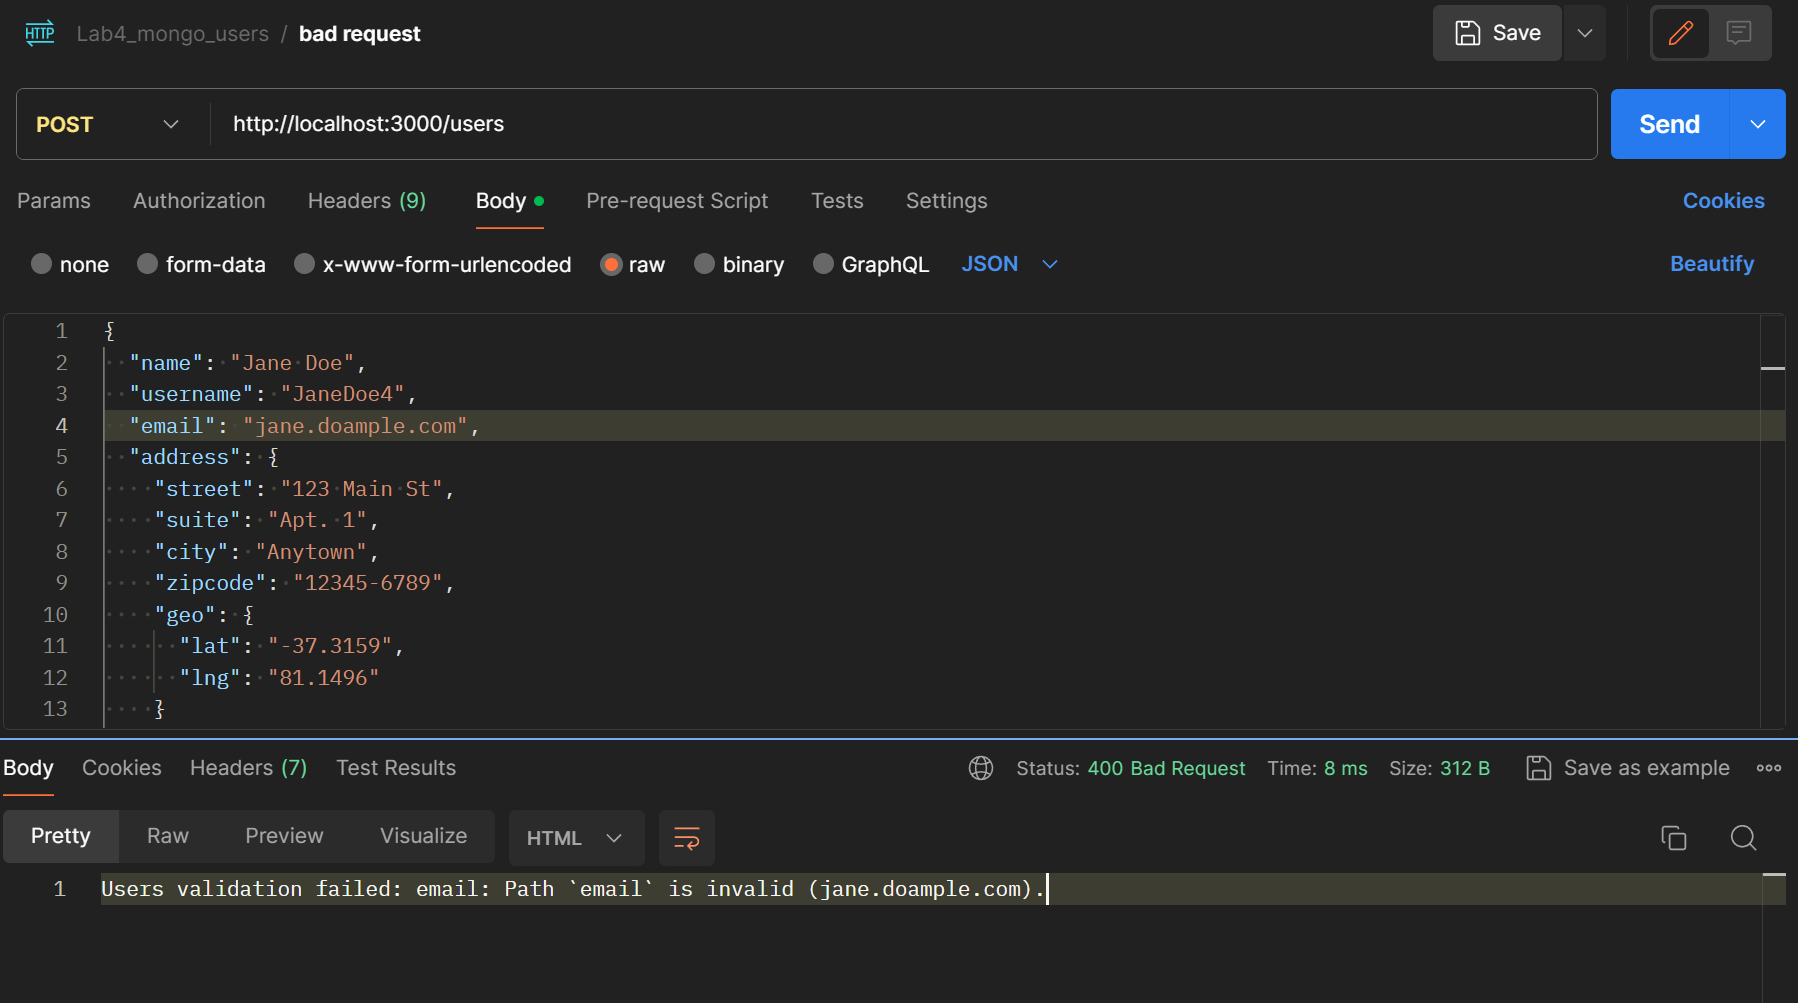 HTTP Lab4_mongo_users / bad request Save
POST http://localhost:3000/users Send
Params Authorization Headers (9) Body Pre-request Script Tests Settings Cookies
none form-data x-www-form-urlencoded raw binary GraphQL JSON Beautify
1 {
2 "name": "Jane Doe",
3 "username": "JaneDoe4",
4 "email": "jane.doample.com",
5 "address": {
6 "street": "123 Main St",
7 "suite": "Apt. 1",
8 "city": "Anytown",
9 "zipcode": "12345-6789",
10 "geo": {
11 "lat": "-37.3159",
12 "lng": "81.1496"
13 }
Body Cookies Headers (7) Test Results Status: 400 Bad Request Time: 8 ms Size: 312 B Save as example
Pretty Raw Preview Visualize HTML
1 Users validation failed: email: Path `email` is invalid (jane.doample.com).